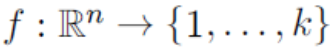 f : ℝⁿ → {1, . . . , k}